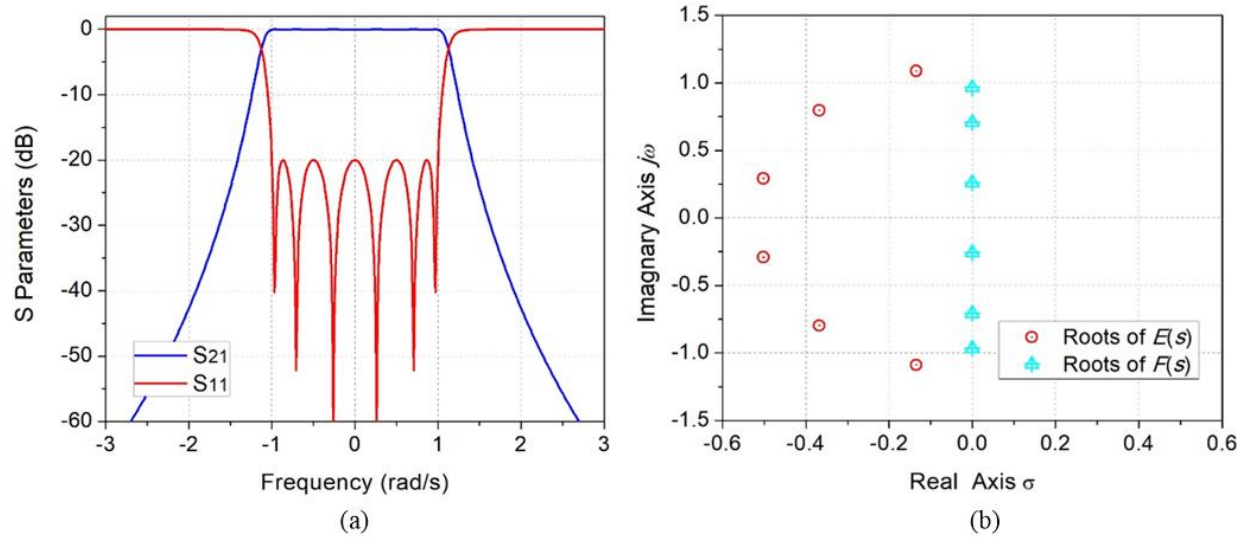 0
-10
-20
-30
-40
-50
-60
S Parameters (dB)
S21
S11
-3
-2
-1
0
1
2
3
Frequency (rad/s)
(a)
1.5
1.0
0.5
0.0
-0.5
-1.0
-1.5
Imagnary Axis jω
Roots of E(s)
Roots of F(s)
-0.6
-0.4
-0.2
0.0
0.2
0.4
0.6
Real Axis σ
(b)